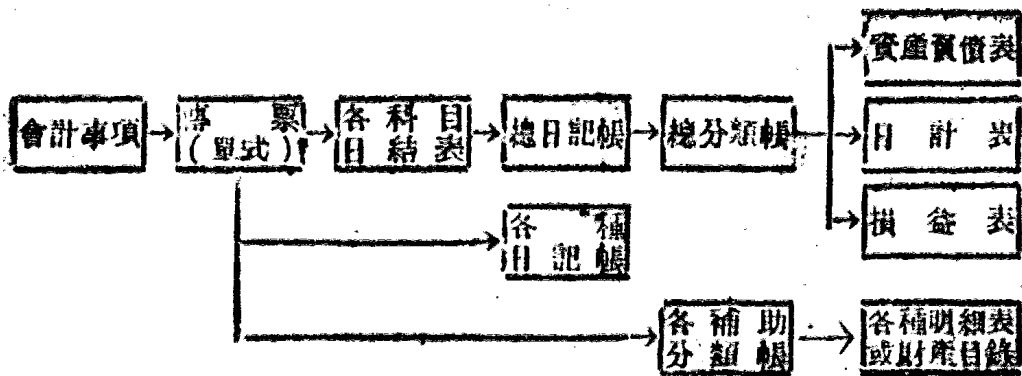 會計事項
傳票
(單式)
各科目
日結表
總日記帳
總分類帳
資產負債表
日計表
損益表
各種
日記帳
各補助
分類帳
各種明細表
或財產目錄